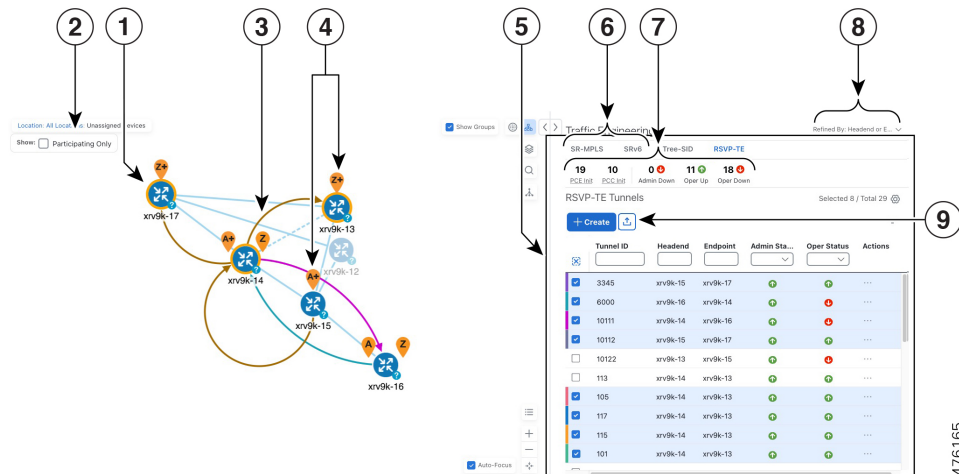 2
1
3
4
5
6
7
8
Location: All Locat
Unassigned
evices
Show:
Participating Only
Z+
xrv9k-17
Z+
xrv9k-13
A+
Z
xrv9k-14
xrv9k-12
A+
xrv9k-15
A
Z
xrv9k-16
Show Groups
Traffic Engineering
Refined By: Headend or E...
SR-MPLS SRv6 Tree-SID RSVP-TE
19 10 0 11 18
PCE Init PCC Init Admin Down Oper Up Oper Down
RSVP-TE Tunnels
Selected 8 / Total 29
+ Create
9
Tunnel ID Headend Endpoint Admin Sta... Oper Status Actions
3345 xrv9k-15 xrv9k-17 ...
6000 xrv9k-16 xrv9k-14 ...
10111 xrv9k-14 xrv9k-16 ...
10112 xrv9k-15 xrv9k-17 ...
10122 xrv9k-13 xrv9k-15 ...
113 xrv9k-14 xrv9k-13 ...
105 xrv9k-14 xrv9k-13 ...
117 xrv9k-14 xrv9k-13 ...
115 xrv9k-14 xrv9k-13 ...
101 xrv9k-14 xrv9k-13 ...
Auto-Focus
476165